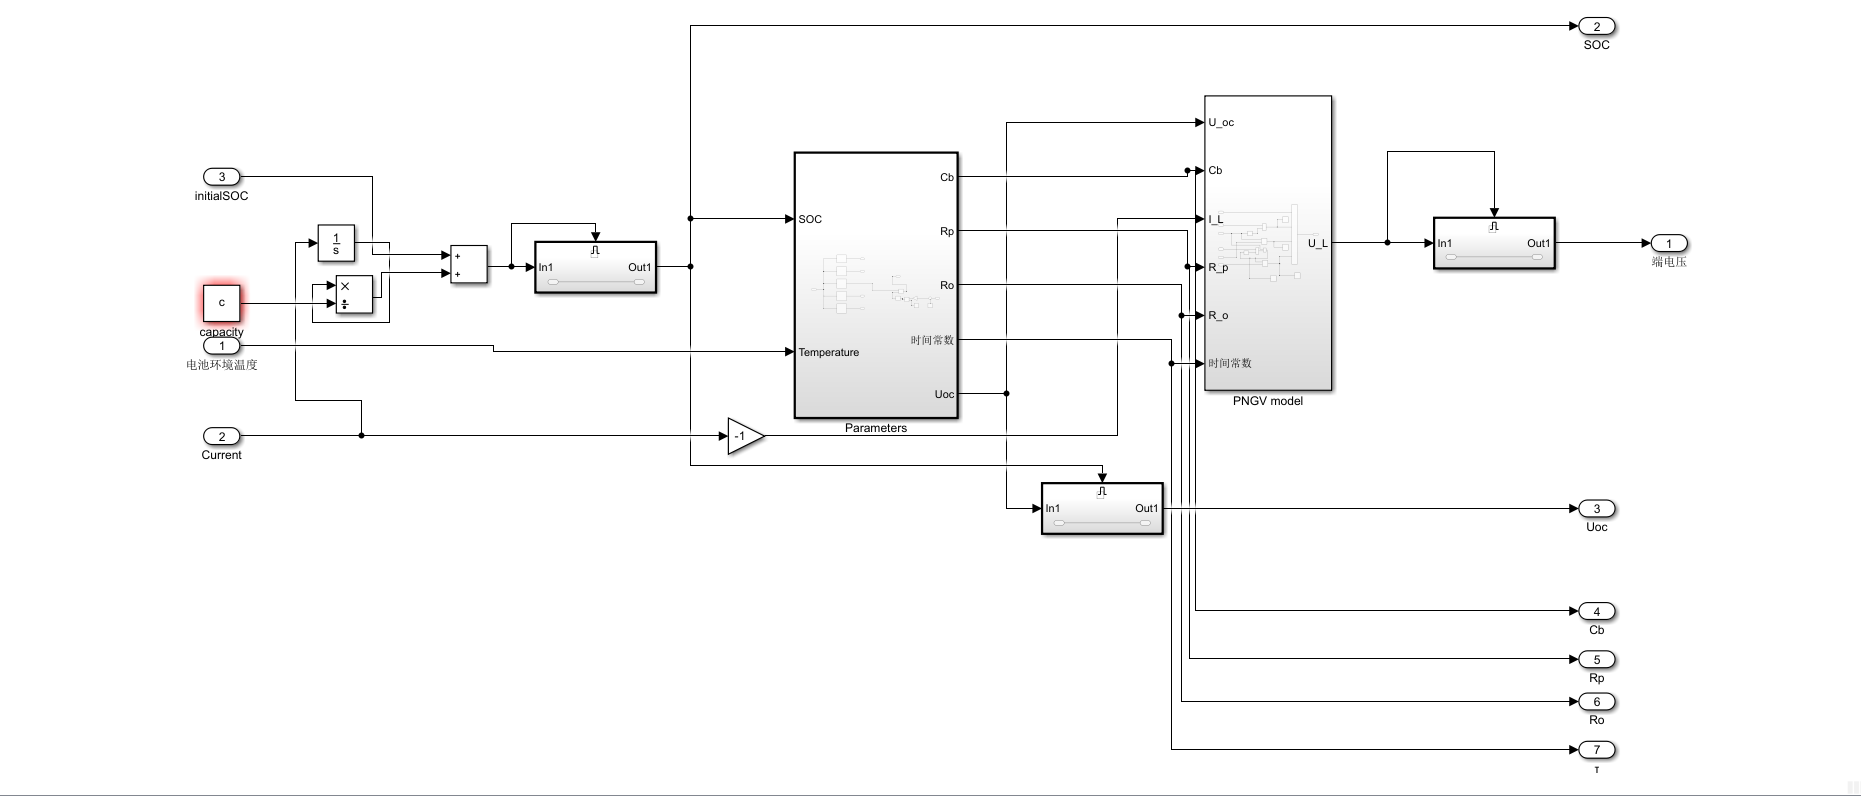 2
SOC
3
initialSOC
1
s
+
+
In1
Out1
×
÷
c
capacity
1
电池环境温度
2
Current
-1
SOC
Temperature
Cb
Rp
Ro
时间常数
Uoc
Parameters
U_oc
Cb
I_L
R_p
R_o
时间常数
U_L
PNGV model
In1
Out1
1
端电压
In1
Out1
3
Uoc
4
Cb
5
Rp
6
Ro
7
τ